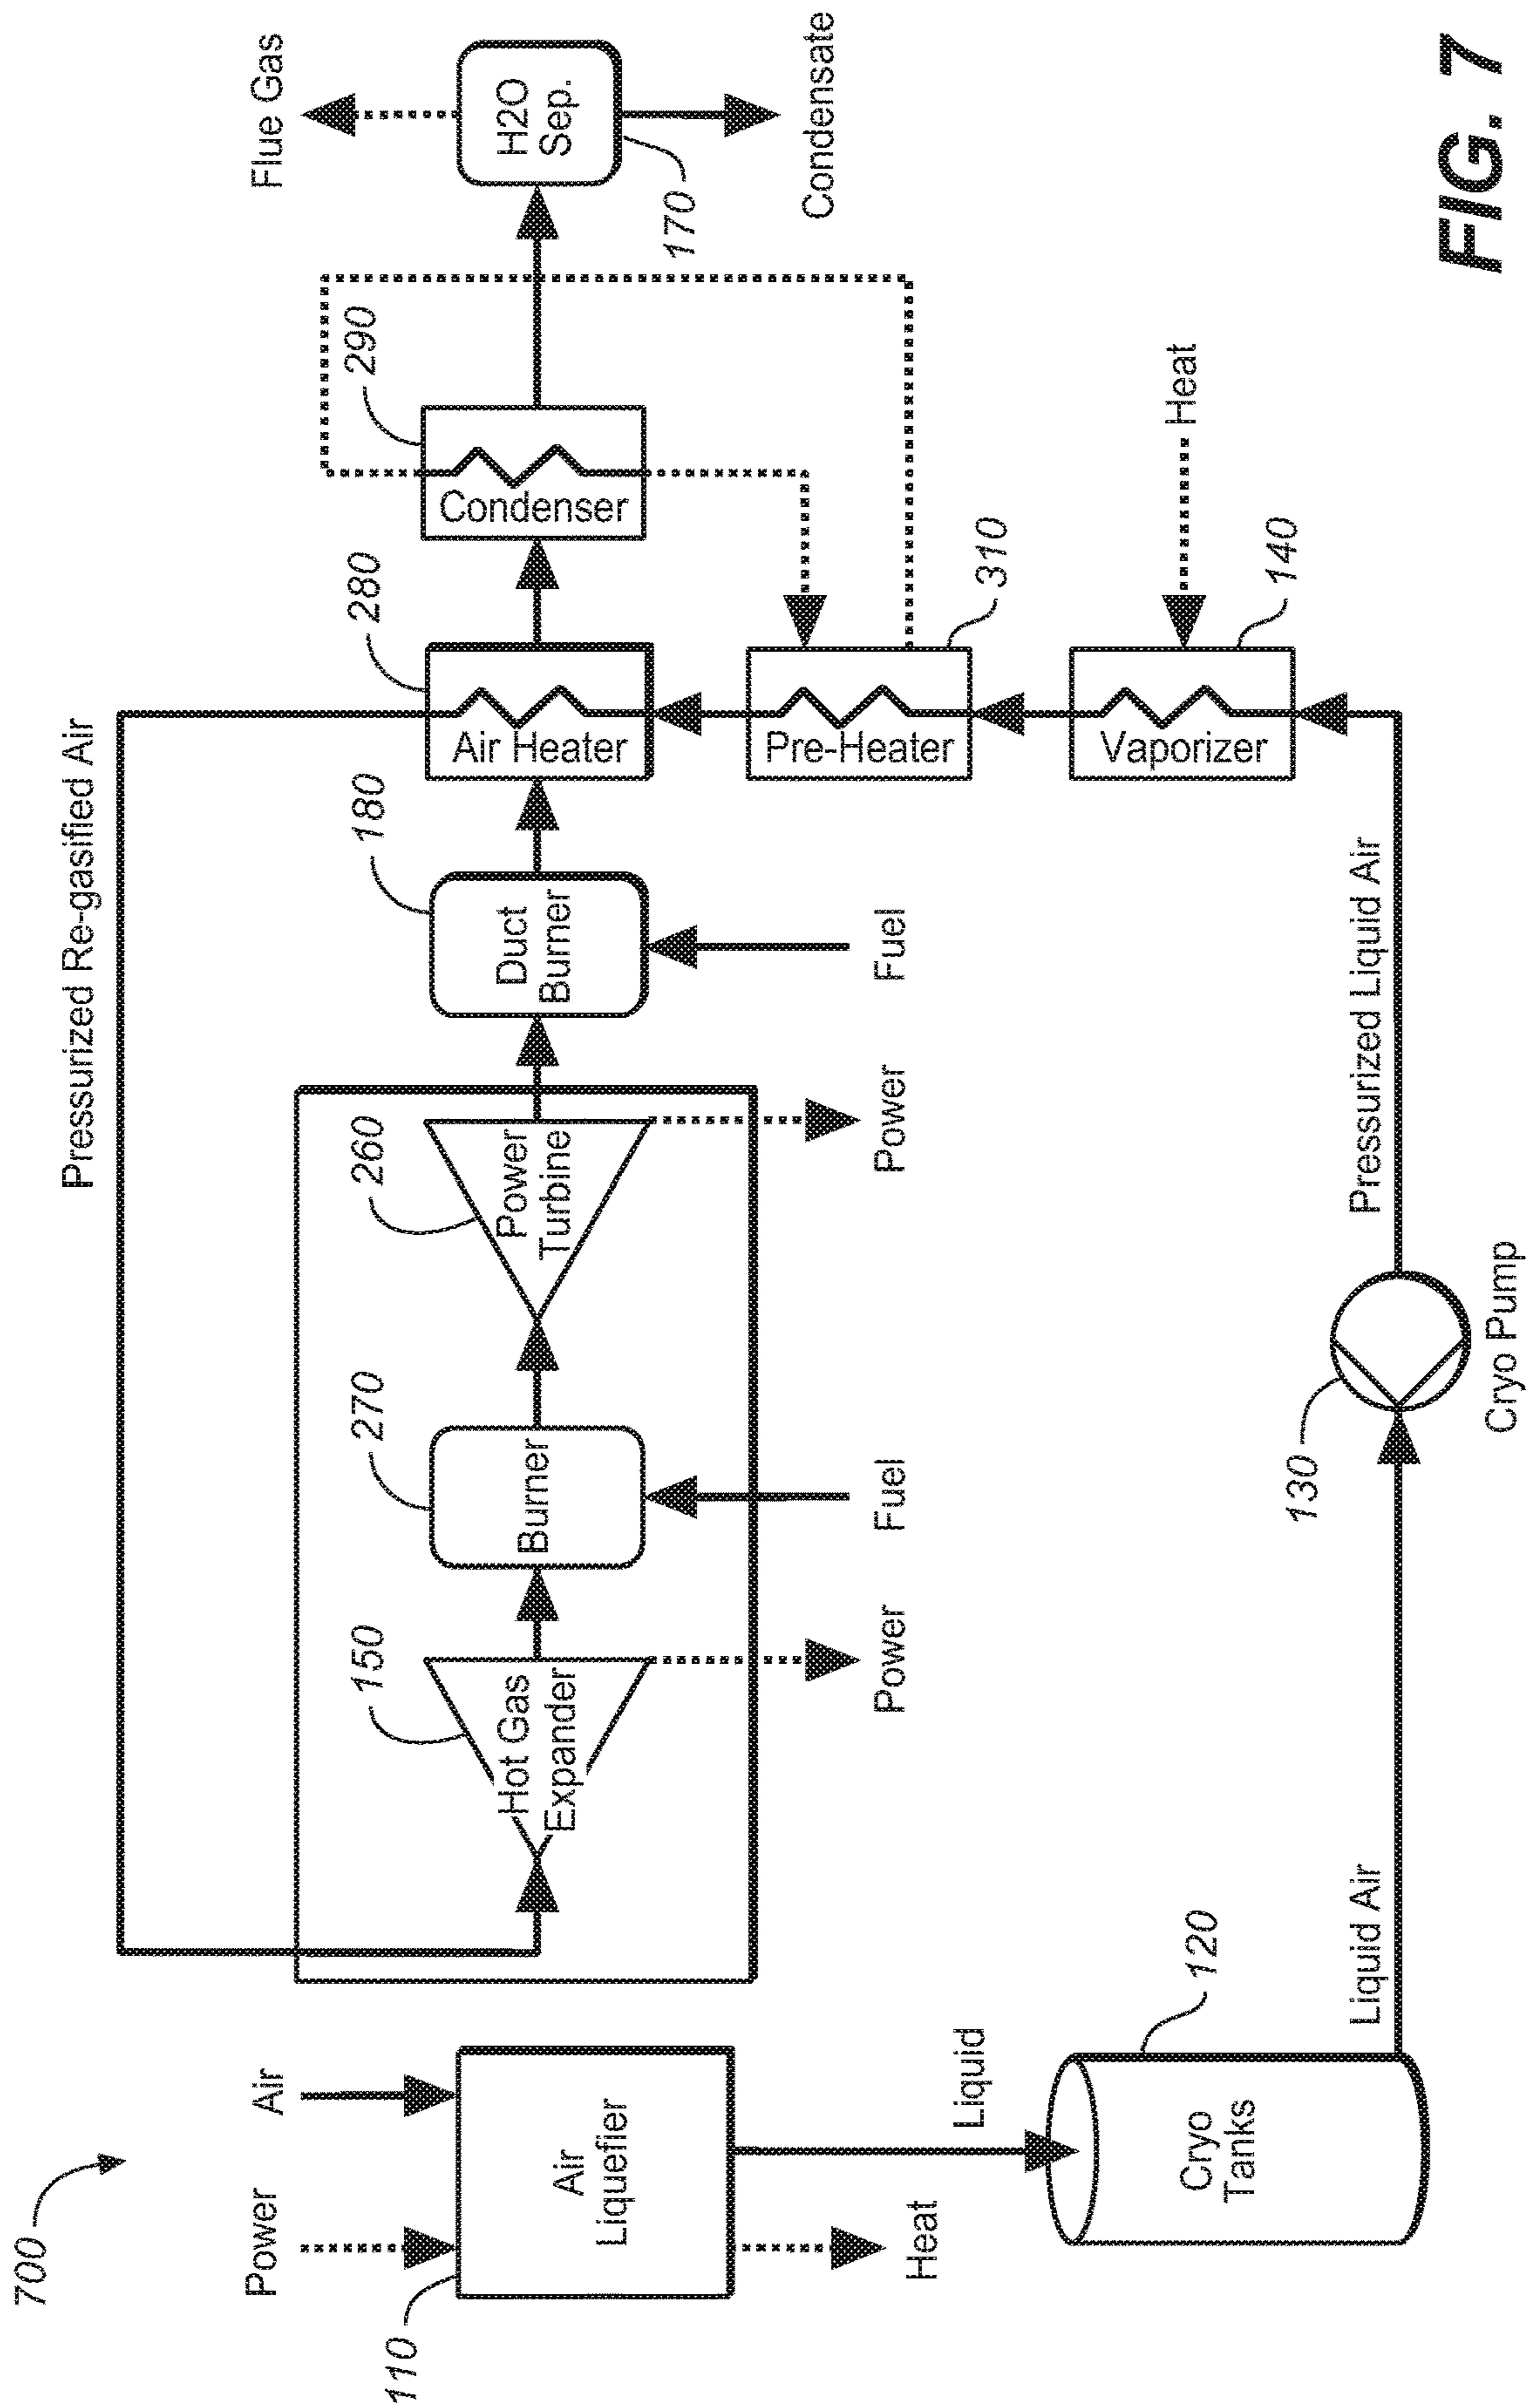 700
Power
Air
110
Air
Liquefier
Heat
Liquid
Cryo
Tanks
120
Liquid Air
130
Cryo Pump
Pressurized Liquid Air
Pressurized Re-gasified Air
150
Hot Gas
Expander
Power
270
Burner
Fuel
260
Power
Turbine
Power
180
Duct
Burner
Fuel
280
Air Heater
Pre-Heater
310
Vaporizer
140
Heat
290
Condenser
H2O
Sep.
170
Flue Gas
Condensate
FIG. 7